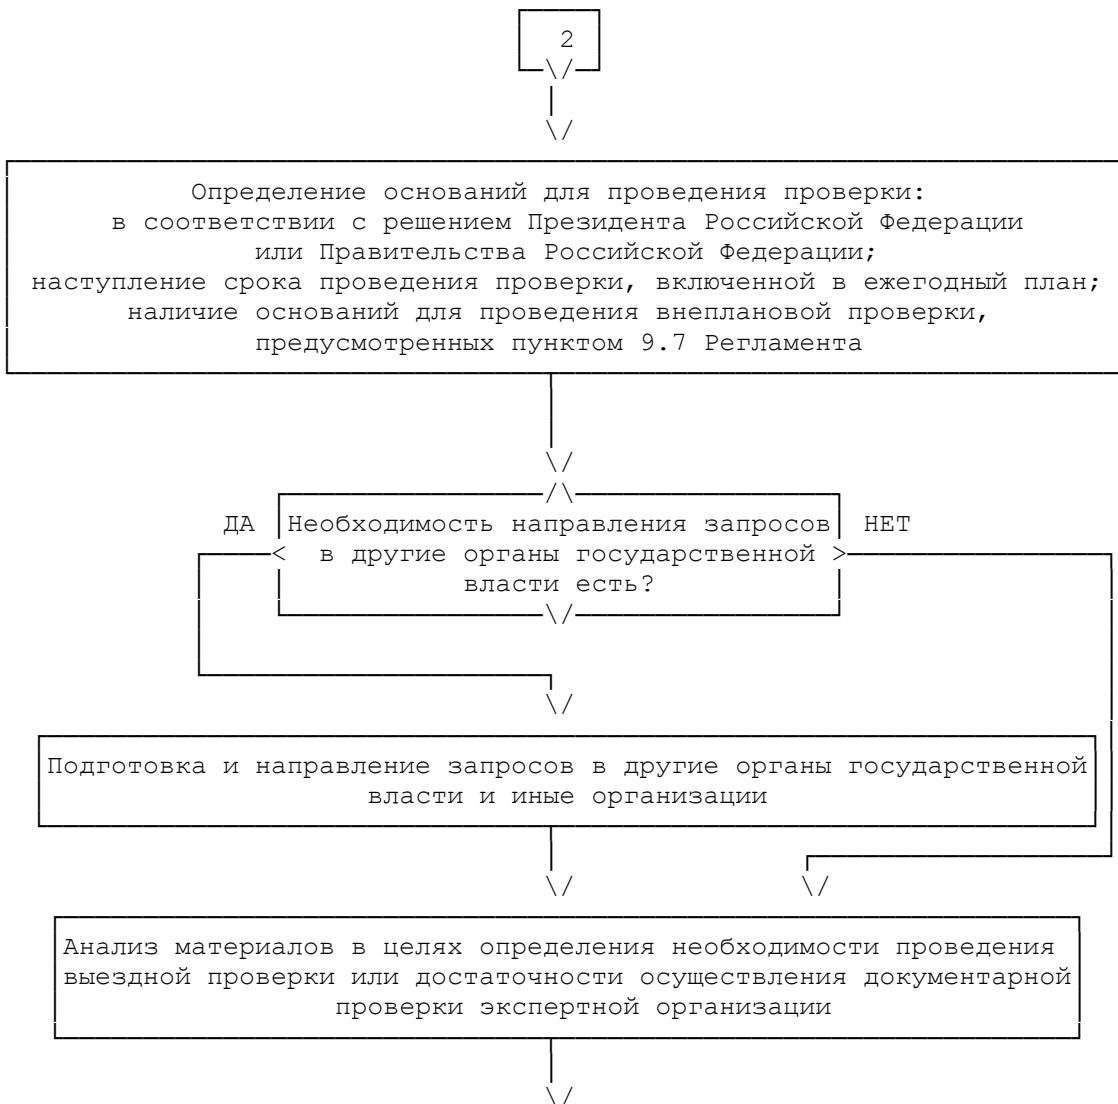 2
Определение оснований для проведения проверки:
в соответствии с решением Президента Российской Федерации
или Правительства Российской Федерации;
наступление срока проведения проверки, включенной в ежегодный план;
наличие оснований для проведения внеплановой проверки,
предусмотренных пунктом 9.7 Регламента
ДА Необходимость направления запросов НЕТ
в другие органы государственной
власти есть?
Подготовка и направление запросов в другие органы государственной
власти и иные организации
Анализ материалов в целях определения необходимости проведения
выездной проверки или достаточности осуществления документарной
проверки экспертной организации